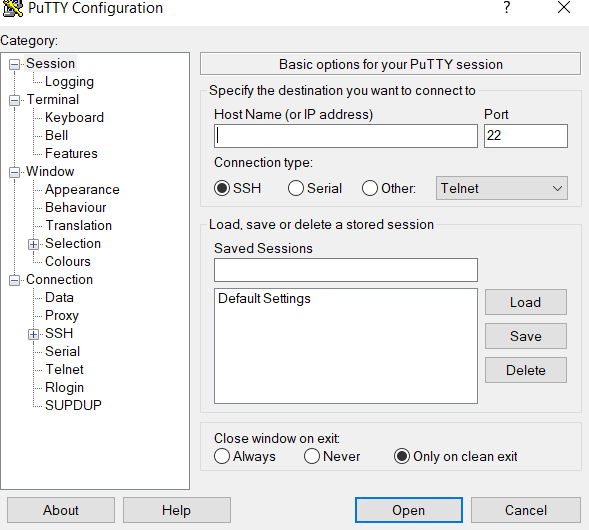 PuTTY Configuration
?
Category:
Session
Logging
Terminal
Keyboard
Bell
Features
Window
Appearance
Behaviour
Translation
Selection
Colours
Connection
Data
Proxy
SSH
Serial
Telnet
Rlogin
SUPDUP
Basic options for your PuTTY session
Specify the destination you want to connect to
Host Name (or IP address) Port
22
Connection type:
SSH Serial Other: Telnet
Load, save or delete a stored session
Saved Sessions
Default Settings
Load
Save
Delete
Close window on exit:
Always Never Only on clean exit
About Help Open Cancel